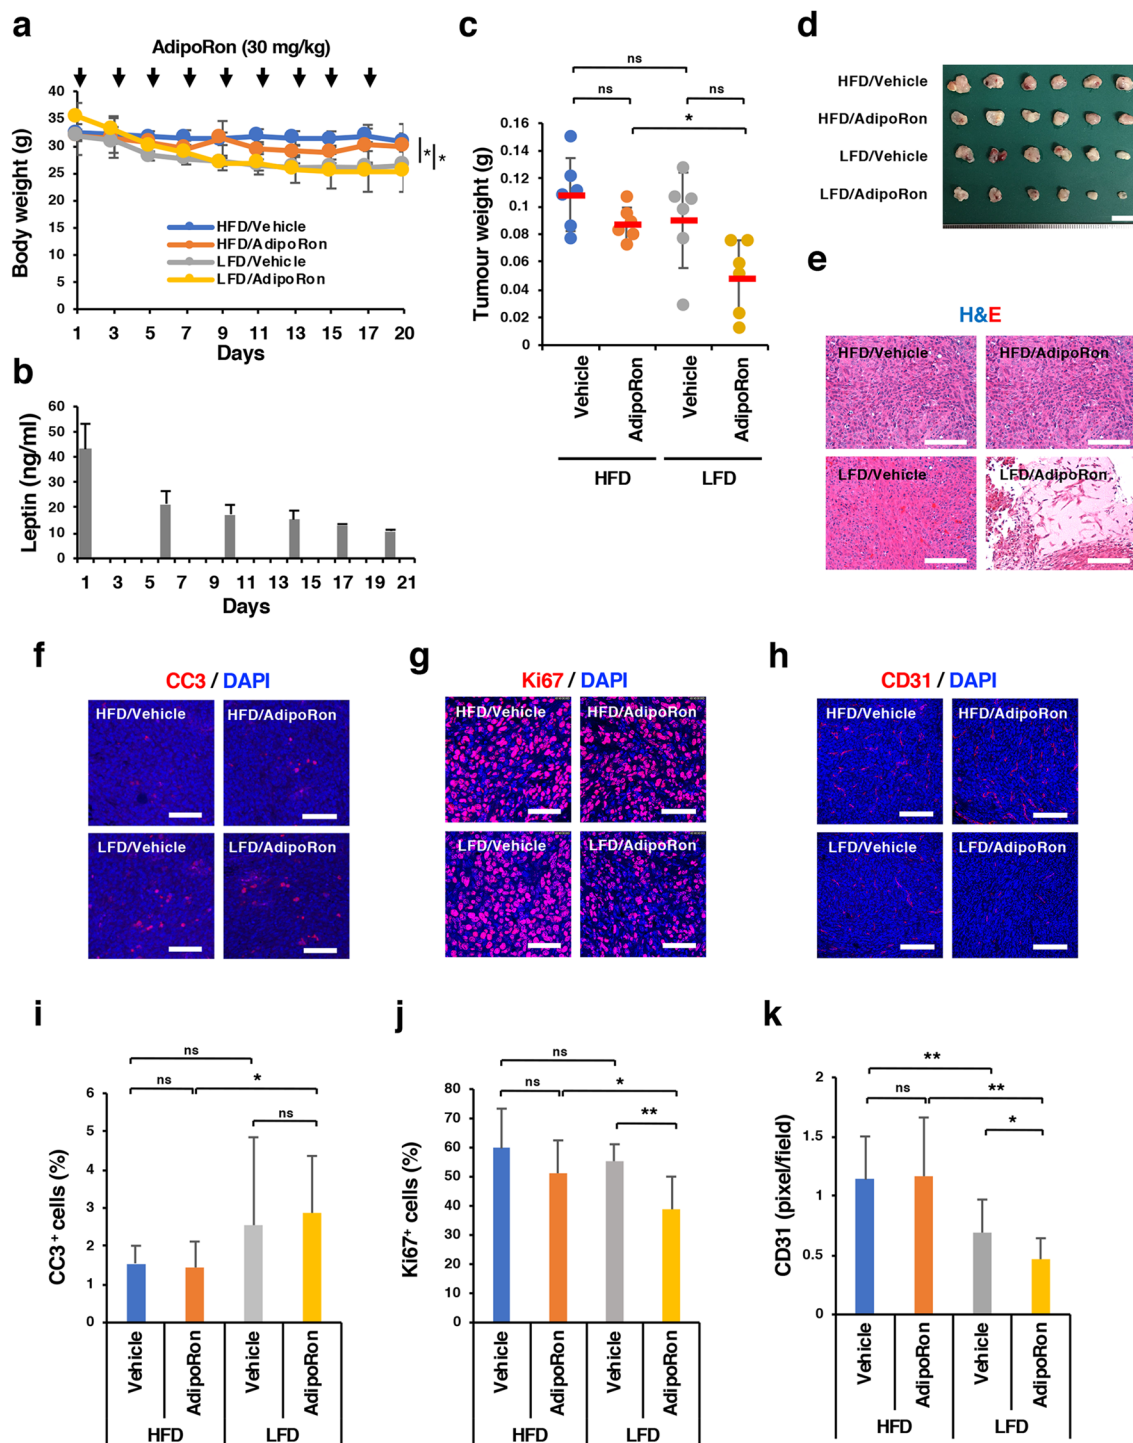 a
AdipoRon (30 mg/kg)
40
35
30
25
20
15
10
5
0
Body weight (g)
* *
HFD/Vehicle
HFD/AdipoRon
LFD/Vehicle
LFD/AdipoRon
1 3 5 7 9 11 13 15 17 20
Days
b
60
50
40
30
20
10
0
Leptin (ng/ml)
1 3 5 7 9 11 13 15 17 19 21
Days
c
ns
ns ns
*
0.16
0.14
0.12
0.1
0.08
0.06
0.04
0.02
0
Tumour weight (g)
Vehicle AdipoRon Vehicle AdipoRon
HFD LFD
d
HFD/Vehicle
HFD/AdipoRon
LFD/Vehicle
LFD/AdipoRon
e
H&E
HFD/Vehicle HFD/AdipoRon
LFD/Vehicle LFD/AdipoRon
f
CC3 / DAPI
HFD/Vehicle HFD/AdipoRon
LFD/Vehicle LFD/AdipoRon
g
Ki67 / DAPI
HFD/Vehicle HFD/AdipoRon
LFD/Vehicle LFD/AdipoRon
h
CD31 / DAPI
HFD/Vehicle HFD/AdipoRon
LFD/Vehicle LFD/AdipoRon
i
ns
ns *
ns
6
5
4
3
2
1
0
CC3+ cells (%)
Vehicle AdipoRon Vehicle AdipoRon
HFD LFD
j
ns
ns *
**
80
70
60
50
40
30
20
10
0
Ki67+ cells (%)
Vehicle AdipoRon Vehicle AdipoRon
HFD LFD
k
**
ns **
*
2
1.5
1
0.5
0
CD31 (pixel/field)
Vehicle AdipoRon Vehicle AdipoRon
HFD LFD